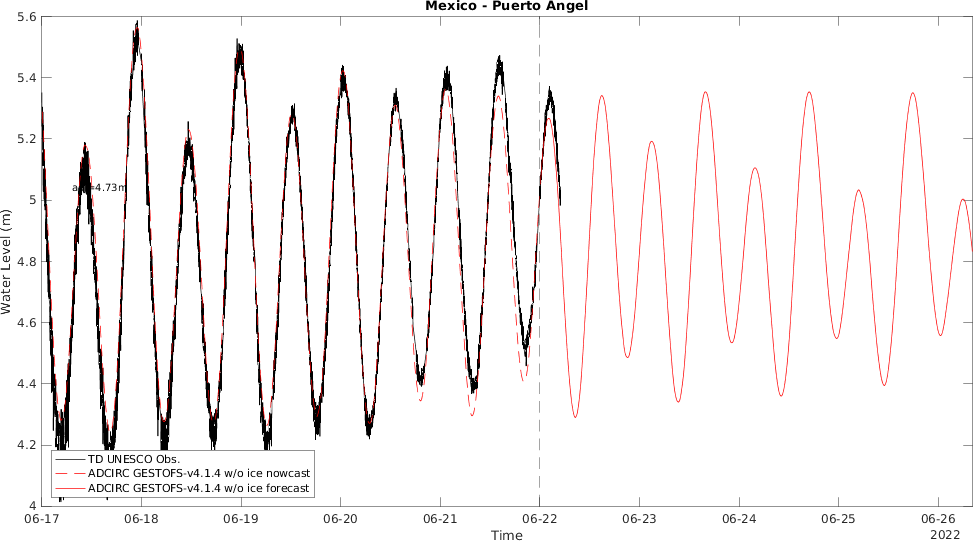 Mexico - Puerto Angel
5.6
5.4
5.2
5
4.8
4.6
4.4
4.2
4
Water Level (m)
=4.73m
TD UNESCO Obs.
ADCIRC GESTOFS-v4.1.4 w/o ice nowcast
ADCIRC GESTOFS-v4.1.4 w/o ice forecast
06-17 06-18 06-19 06-20 06-21 06-22 06-23 06-24 06-25 06-26
Time
2022